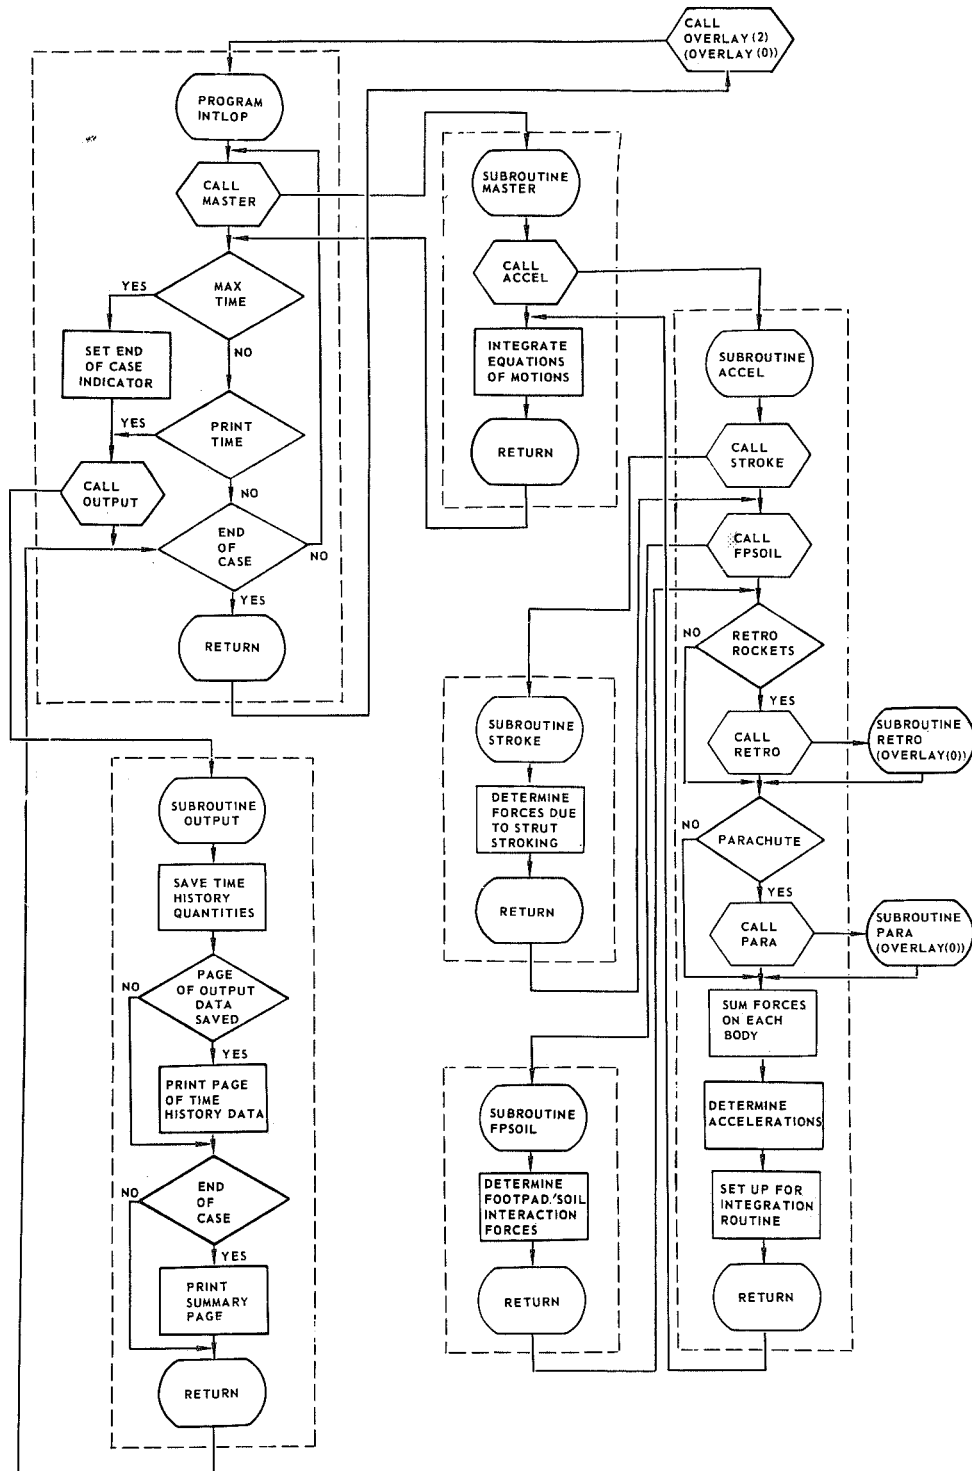 CALL
OVERLAY(2)
(OVERLAY(0))
PROGRAM
INTLOP
CALL
MASTER
MAX
TIME
YES
NO
SET END
OF CASE
INDICATOR
PRINT
TIME
YES
NO
CALL
OUTPUT
END
OF
CASE
NO
YES
RETURN
SUBROUTINE
MASTER
CALL
ACCEL
INTEGRATE
EQUATIONS
OF MOTIONS
RETURN
SUBROUTINE
ACCEL
CALL
STROKE
CALL
FPSOIL
NO
RETRO
ROCKETS
YES
CALL
RETRO
SUBROUTINE
RETRO
(OVERLAY(0))
NO
PARACHUTE
YES
CALL
PARA
SUBROUTINE
PARA
(OVERLAY(0))
SUM FORCES
ON EACH
BODY
DETERMINE
ACCELERATIONS
SET UP FOR
INTEGRATION
ROUTINE
RETURN
SUBROUTINE
STROKE
DETERMINE
FORCES DUE
TO STRUT
STROKING
RETURN
SUBROUTINE
FPSOIL
DETERMINE
FOOTPAD/SOIL
INTERACTION
FORCES
RETURN
SUBROUTINE
OUTPUT
SAVE TIME
HISTORY
QUANTITIES
NO
PAGE
OF OUTPUT
DATA
SAVED
YES
PRINT PAGE
OF TIME
HISTORY DATA
NO
END
OF
CASE
YES
PRINT
SUMMARY
PAGE
RETURN